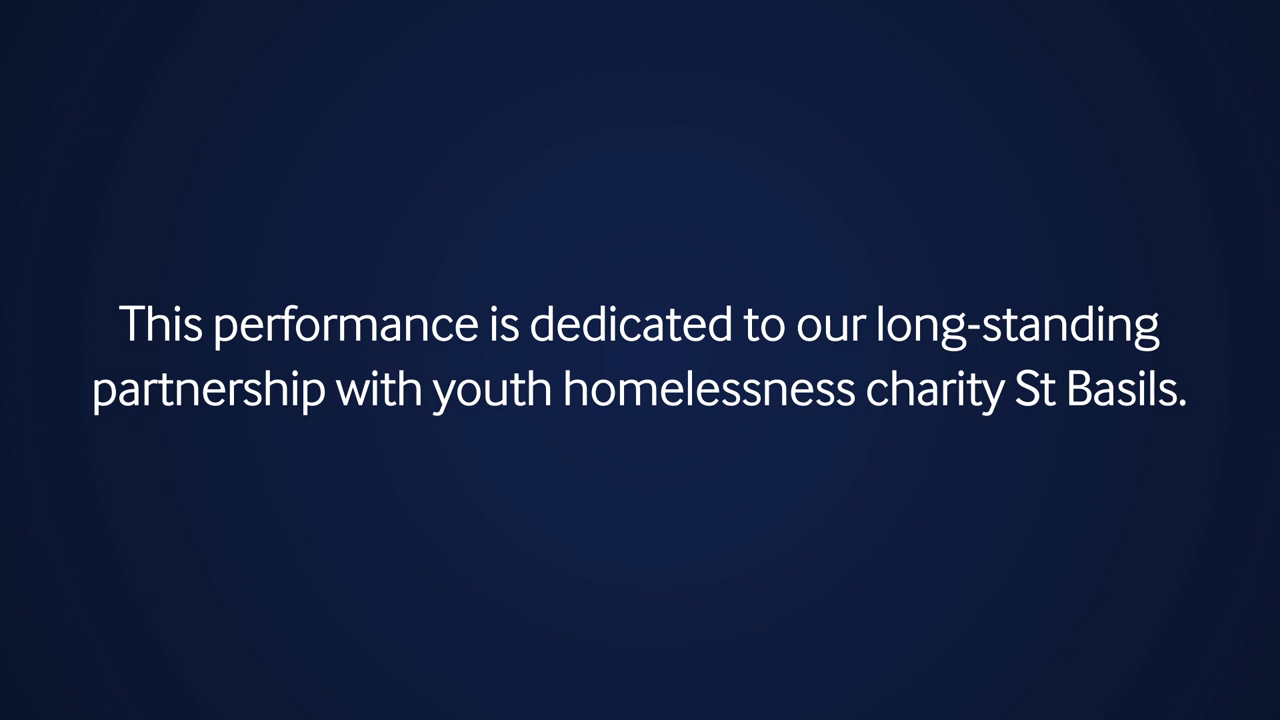 This performance is dedicated to our long-standing
partnership with youth homelessness charity St Basils.